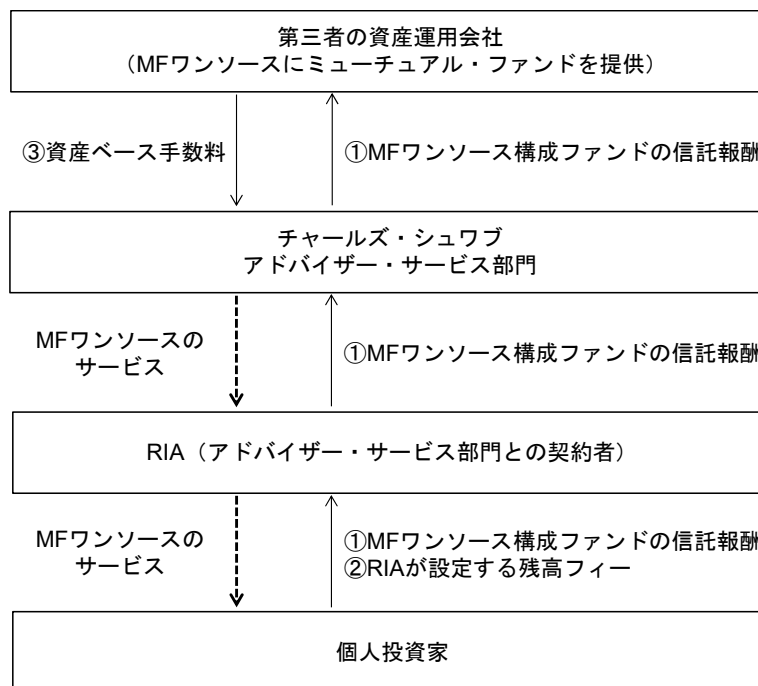 第三者の資産運用会社
（MFワンソースにミューチュアル・ファンドを提供）
③資産ベース手数料
①MFワンソース構成ファンドの信託報酬
チャールズ・シュワブ
アドバイザー・サービス部門
MFワンソースの
サービス
①MFワンソース構成ファンドの信託報酬
RIA（アドバイザー・サービス部門との契約者）
MFワンソースの
サービス
①MFワンソース構成ファンドの信託報酬
②RIAが設定する残高フィー
個人投資家